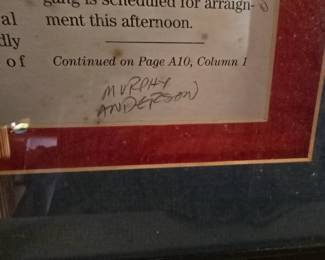 gang is scheduled for arraign-
al ment this afternoon.
dly
of Continued on Page A10, Column 1
MURPHY
ANDERSON